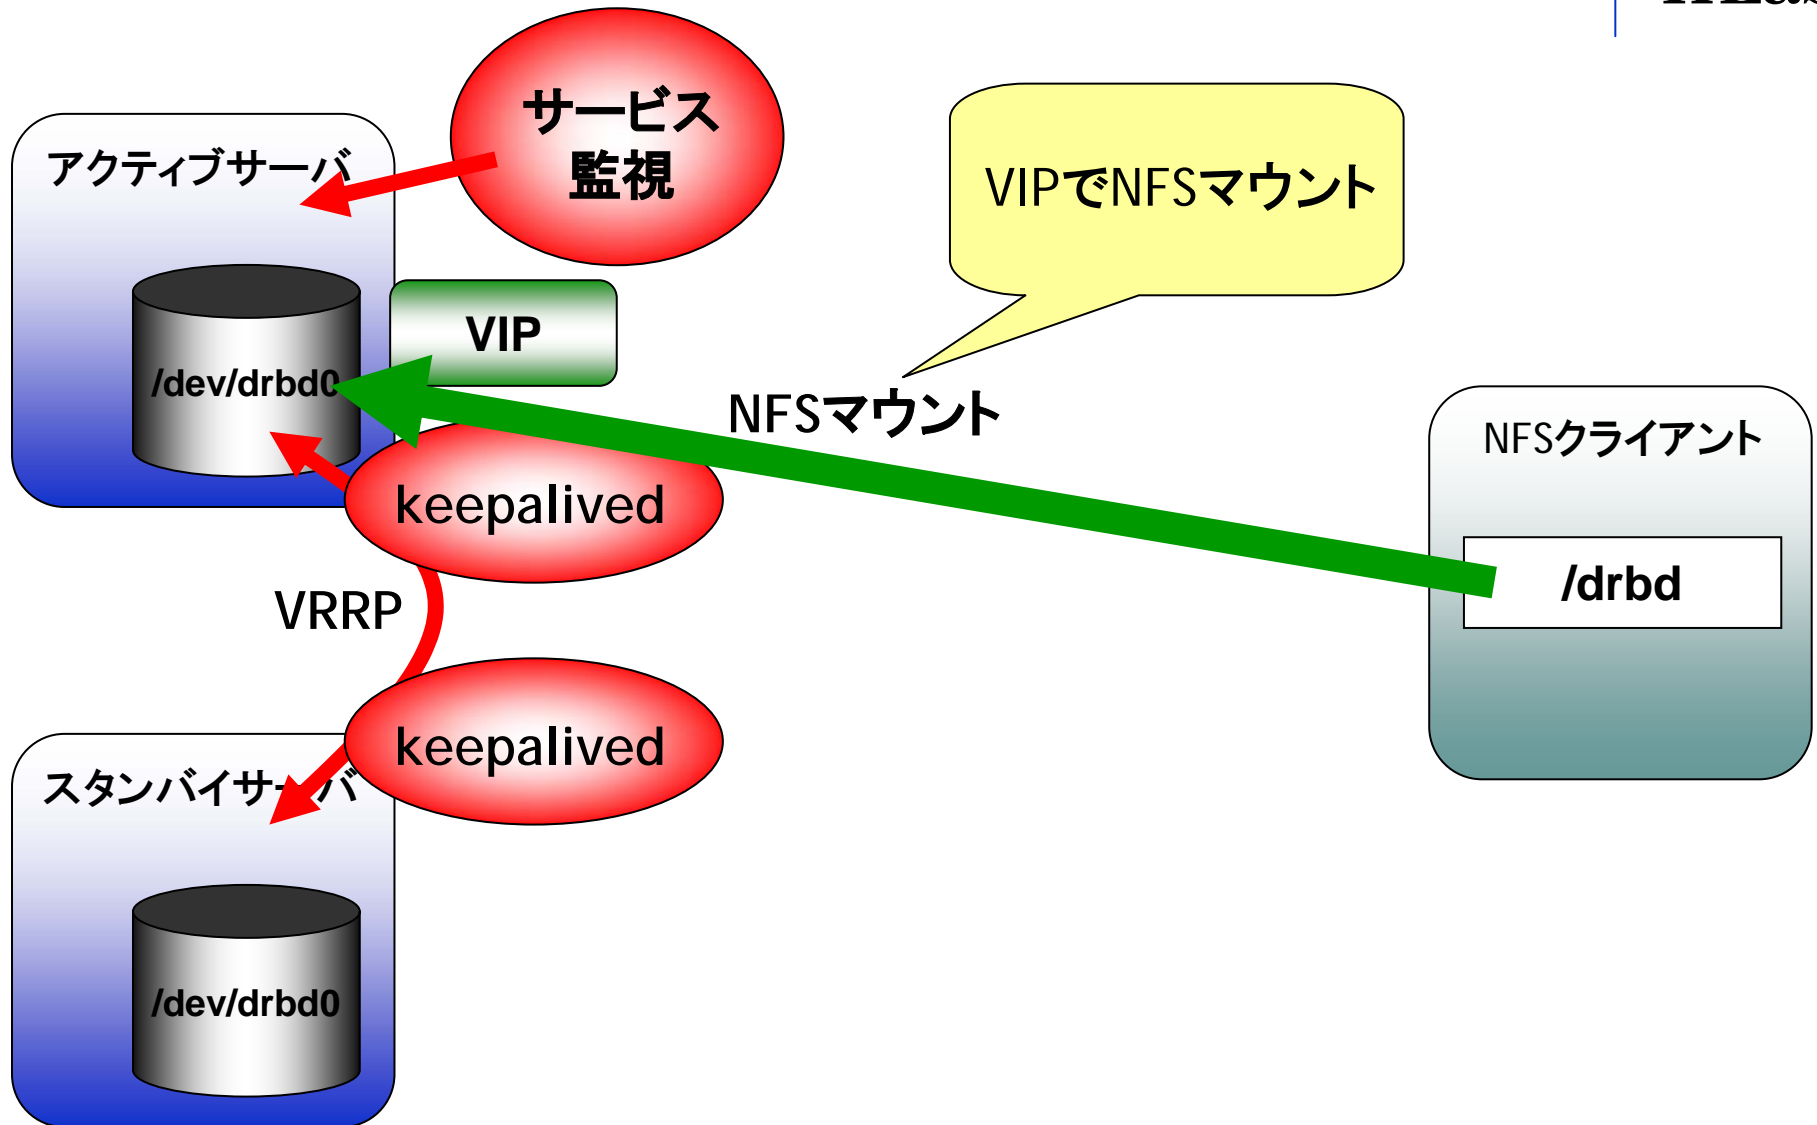 サービス
監視
アクティブサーバ
VIPでNFSマウント
VIP
/dev/drbd0
NFSマウント
NFSクライアント
keepalived
/drbd
VRRP
keepalived
スタンバイサーバ
/dev/drbd0